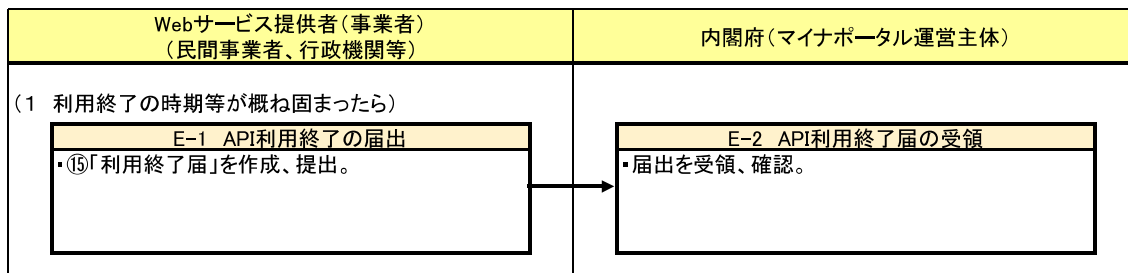 Webサービス提供者(事業者)
(民間事業者、行政機関等)
内閣府(マイナポータル運営主体)
(1 利用終了の時期等が概ね固まったら)
E-1 API利用終了の届出
・⑮「利用終了届」を作成、提出。
E-2 API利用終了届の受領
・届出を受領、確認。